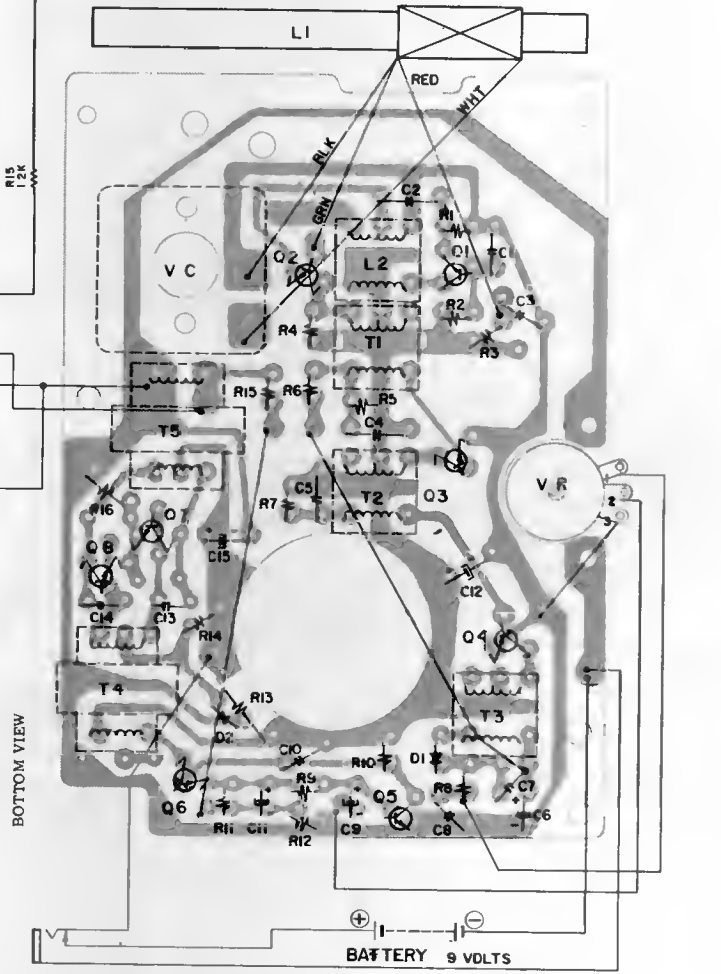 L1
RED
WHT
BLK
GRN
R15
12K
C2
R1
VC
Q2
L2
Q1
C1
R4
T1
R2
C3
R3
R15
R6
R5
C4
T5
R16
Q7
R7
C5
T2
Q3
VR
2
3
Q8
C15
C14
C13
R14
C12
Q4
T4
R13
D2
T3
BOTTOM VIEW
C10
R10
D1
R9
R8
C7
+
Q6
R11
C11
+
R12
C9
+
Q5
C8
C6
−
+
−
BATTERY 9 VOLTS